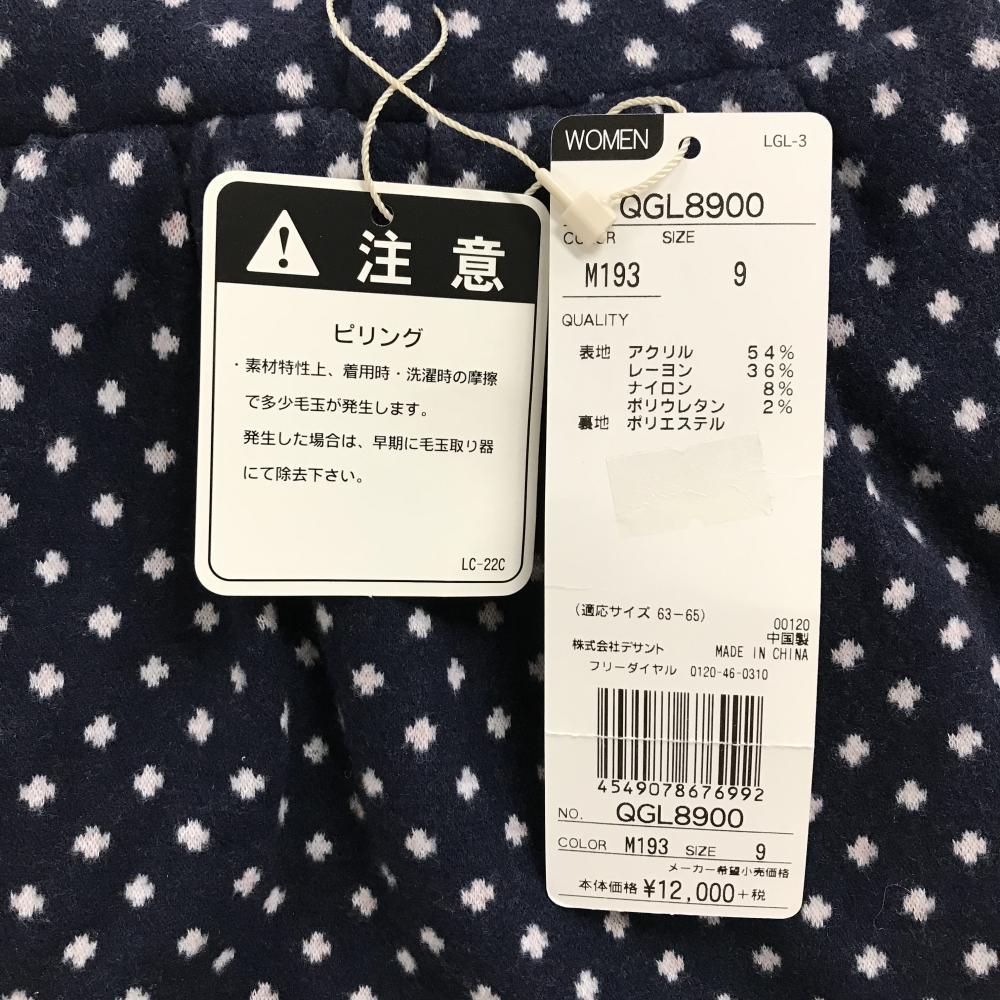 注意
ピリング
・素材特性上、着用時・洗濯時の摩擦
で多少毛玉が発生します。
発生した場合は、早期に毛玉取り器
にて除去下さい。
LC-22C
WOMEN LGL-3
QGL8900
SIZE
M193 9
QUALITY
表地 アクリル 54%
レーヨン 36%
ナイロン 8%
ポリウレタン 2%
裏地 ポリエステル
(適応サイズ 63-65)
00120
中国製
株式会社デサント MADE IN CHINA
フリーダイヤル 0120-46-0310
4549078676992
NO. QGL8900
COLOR M193 SIZE 9
メーカー希望小売価格
本体価格 ¥12,000+税